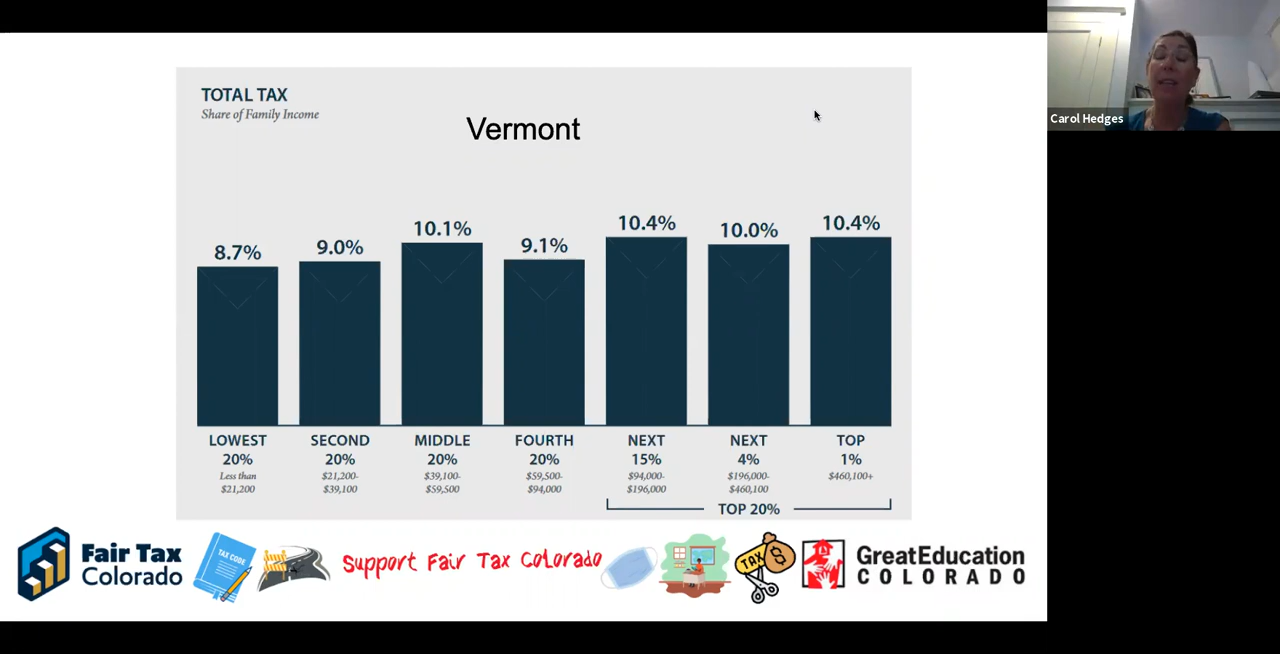 TOTAL TAX
Share of Family Income
Vermont
Carol Hedges
8.7%
9.0%
10.1%
9.1%
10.4%
10.0%
10.4%
LOWEST
20%
Less than
$21,200
SECOND
20%
$21,200-
$39,100
MIDDLE
20%
$39,100-
$59,500
FOURTH
20%
$59,500-
$94,000
NEXT
15%
$94,000-
$196,000
NEXT
4%
$196,000-
$460,100
TOP
1%
$460,100+
TOP 20%
Fair Tax
Colorado
TAX CODE
Support Fair Tax Colorado
TAX
$
GreatEducation
COLORADO